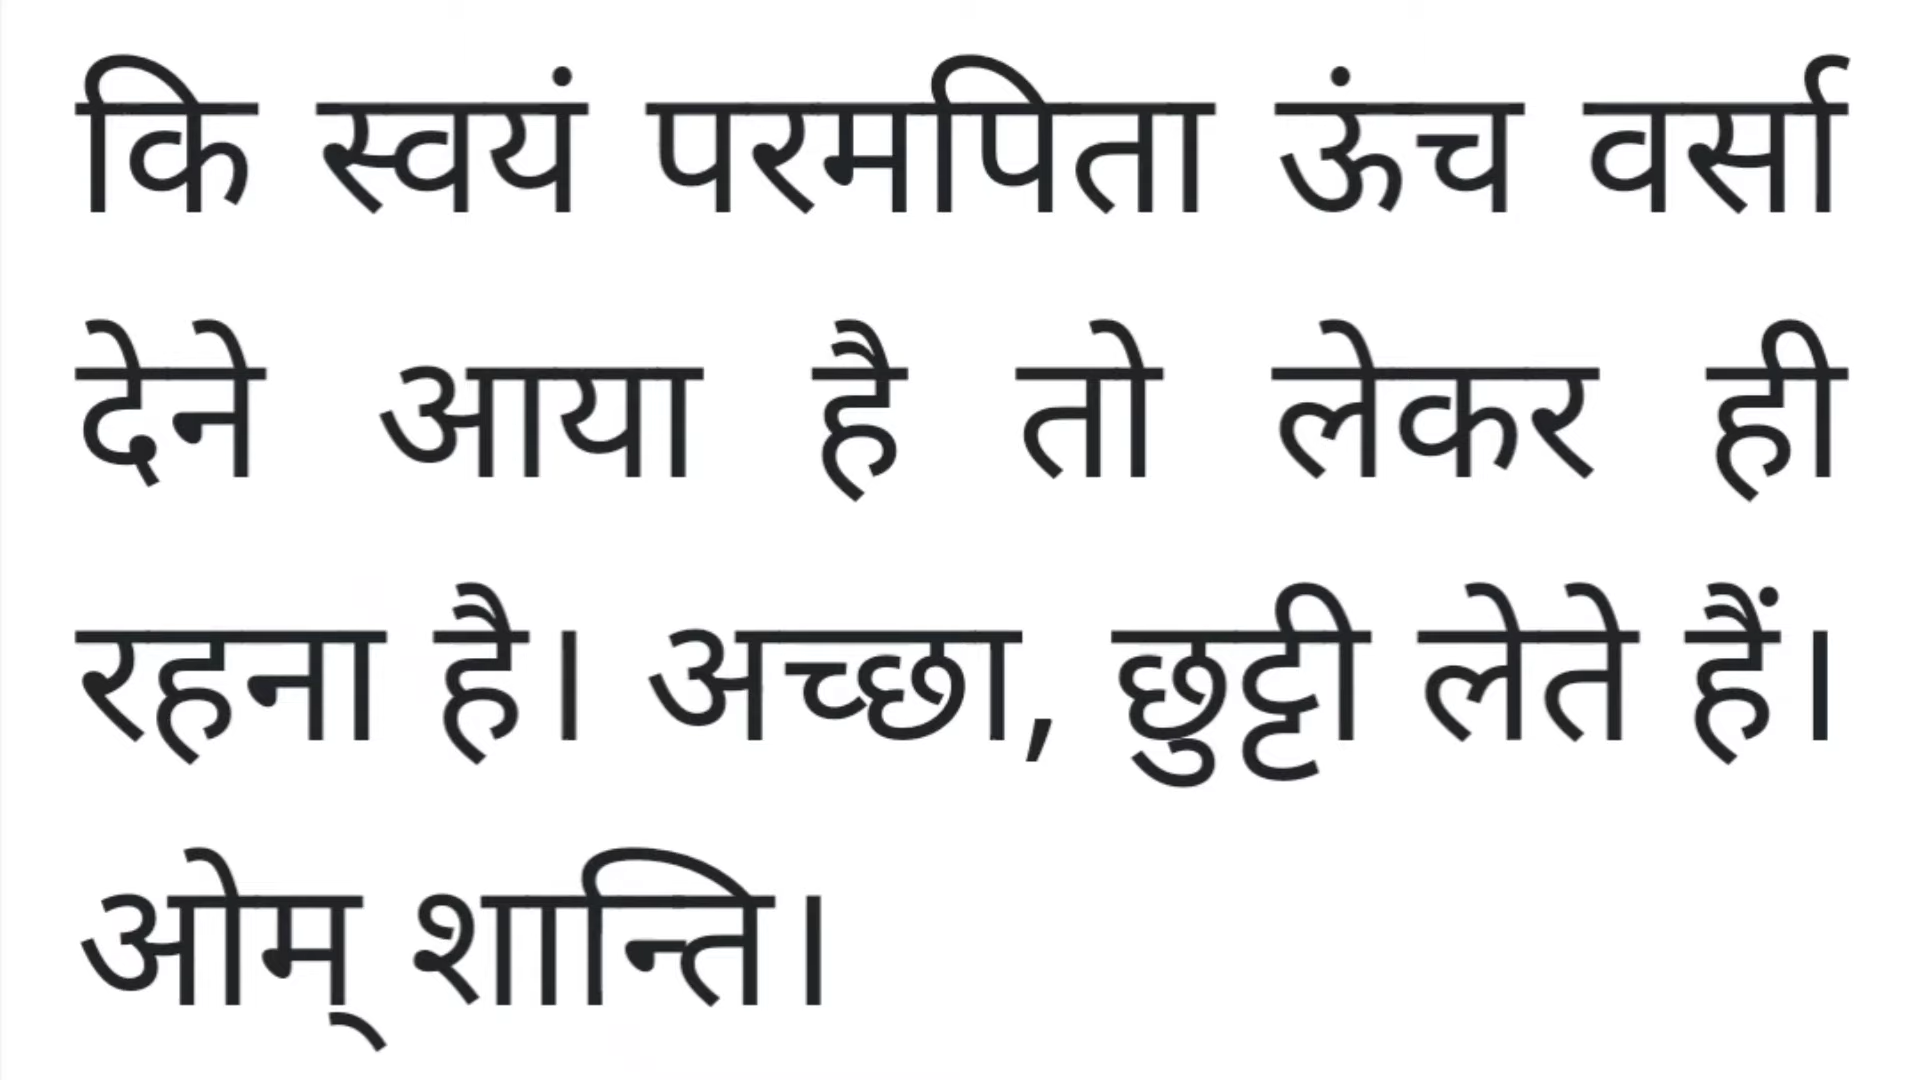 कि स्वयं परमपिता ऊंच वर्सा
देने आया है तो लेकर ही
रहना है। अच्छा, छुट्टी लेते हैं।
ओम् शान्ति।